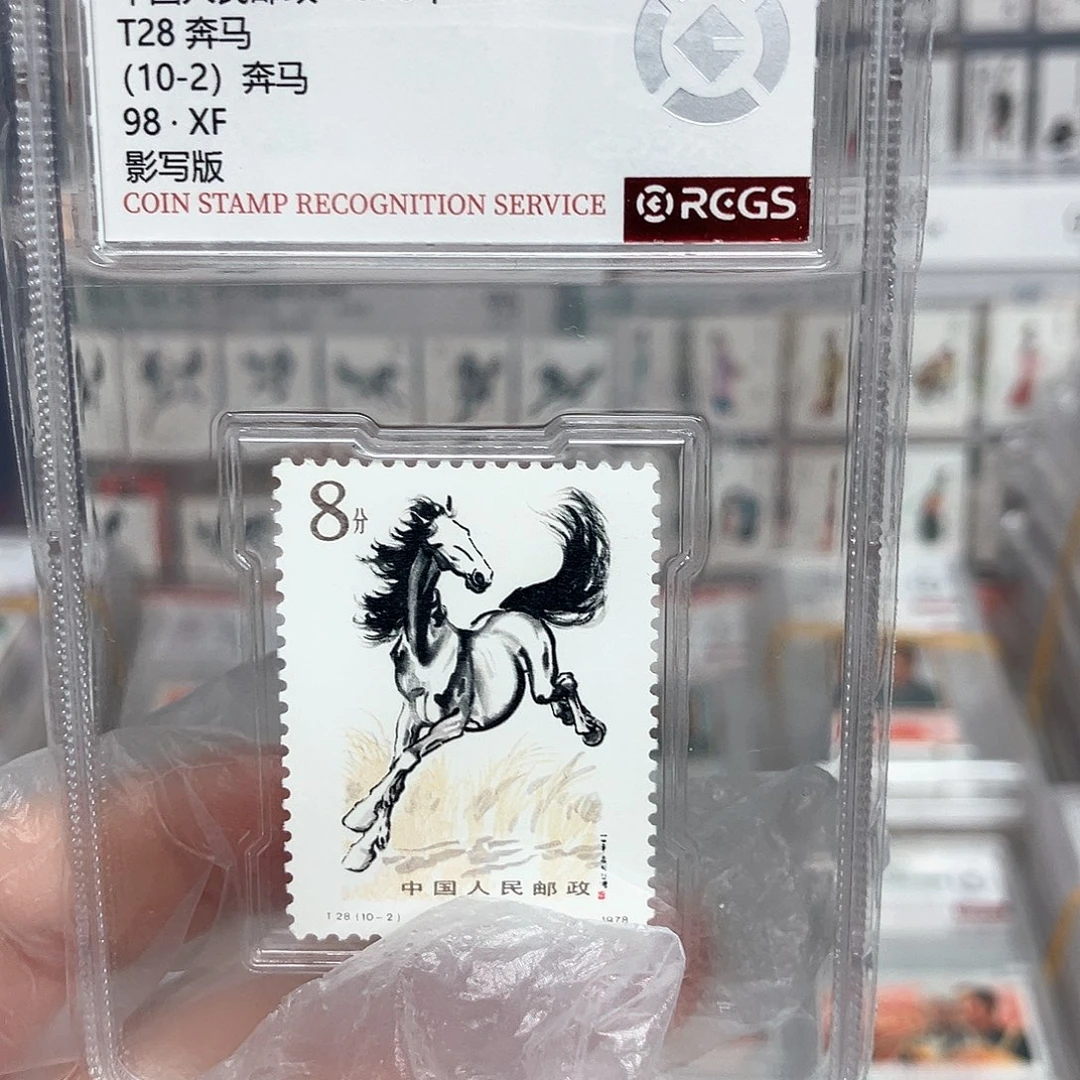 T28 奔马
(10-2) 奔马
98 · XF
影写版
COIN STAMP RECOGNITION SERVICE
RCGS
8分
中国人民邮政
T 28 (10-2)
1978